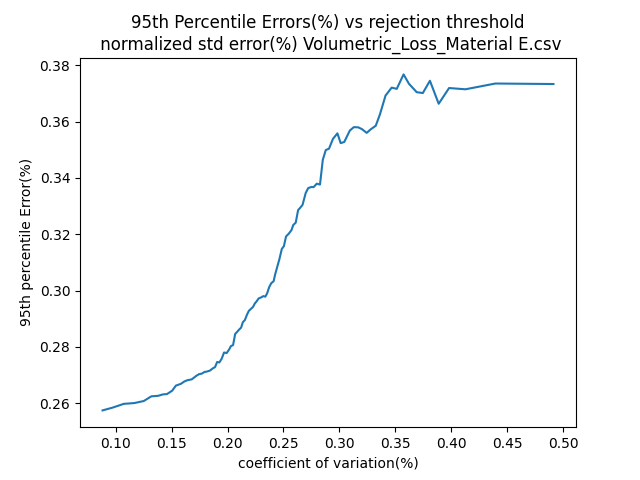 95th Percentile Errors(%) vs rejection threshold
normalized std error(%) Volumetric_Loss_Material E.csv
0.38
0.36
0.34
0.32
0.30
0.28
0.26
95th percentile Error(%)
0.10 0.15 0.20 0.25 0.30 0.35 0.40 0.45 0.50
coefficient of variation(%)